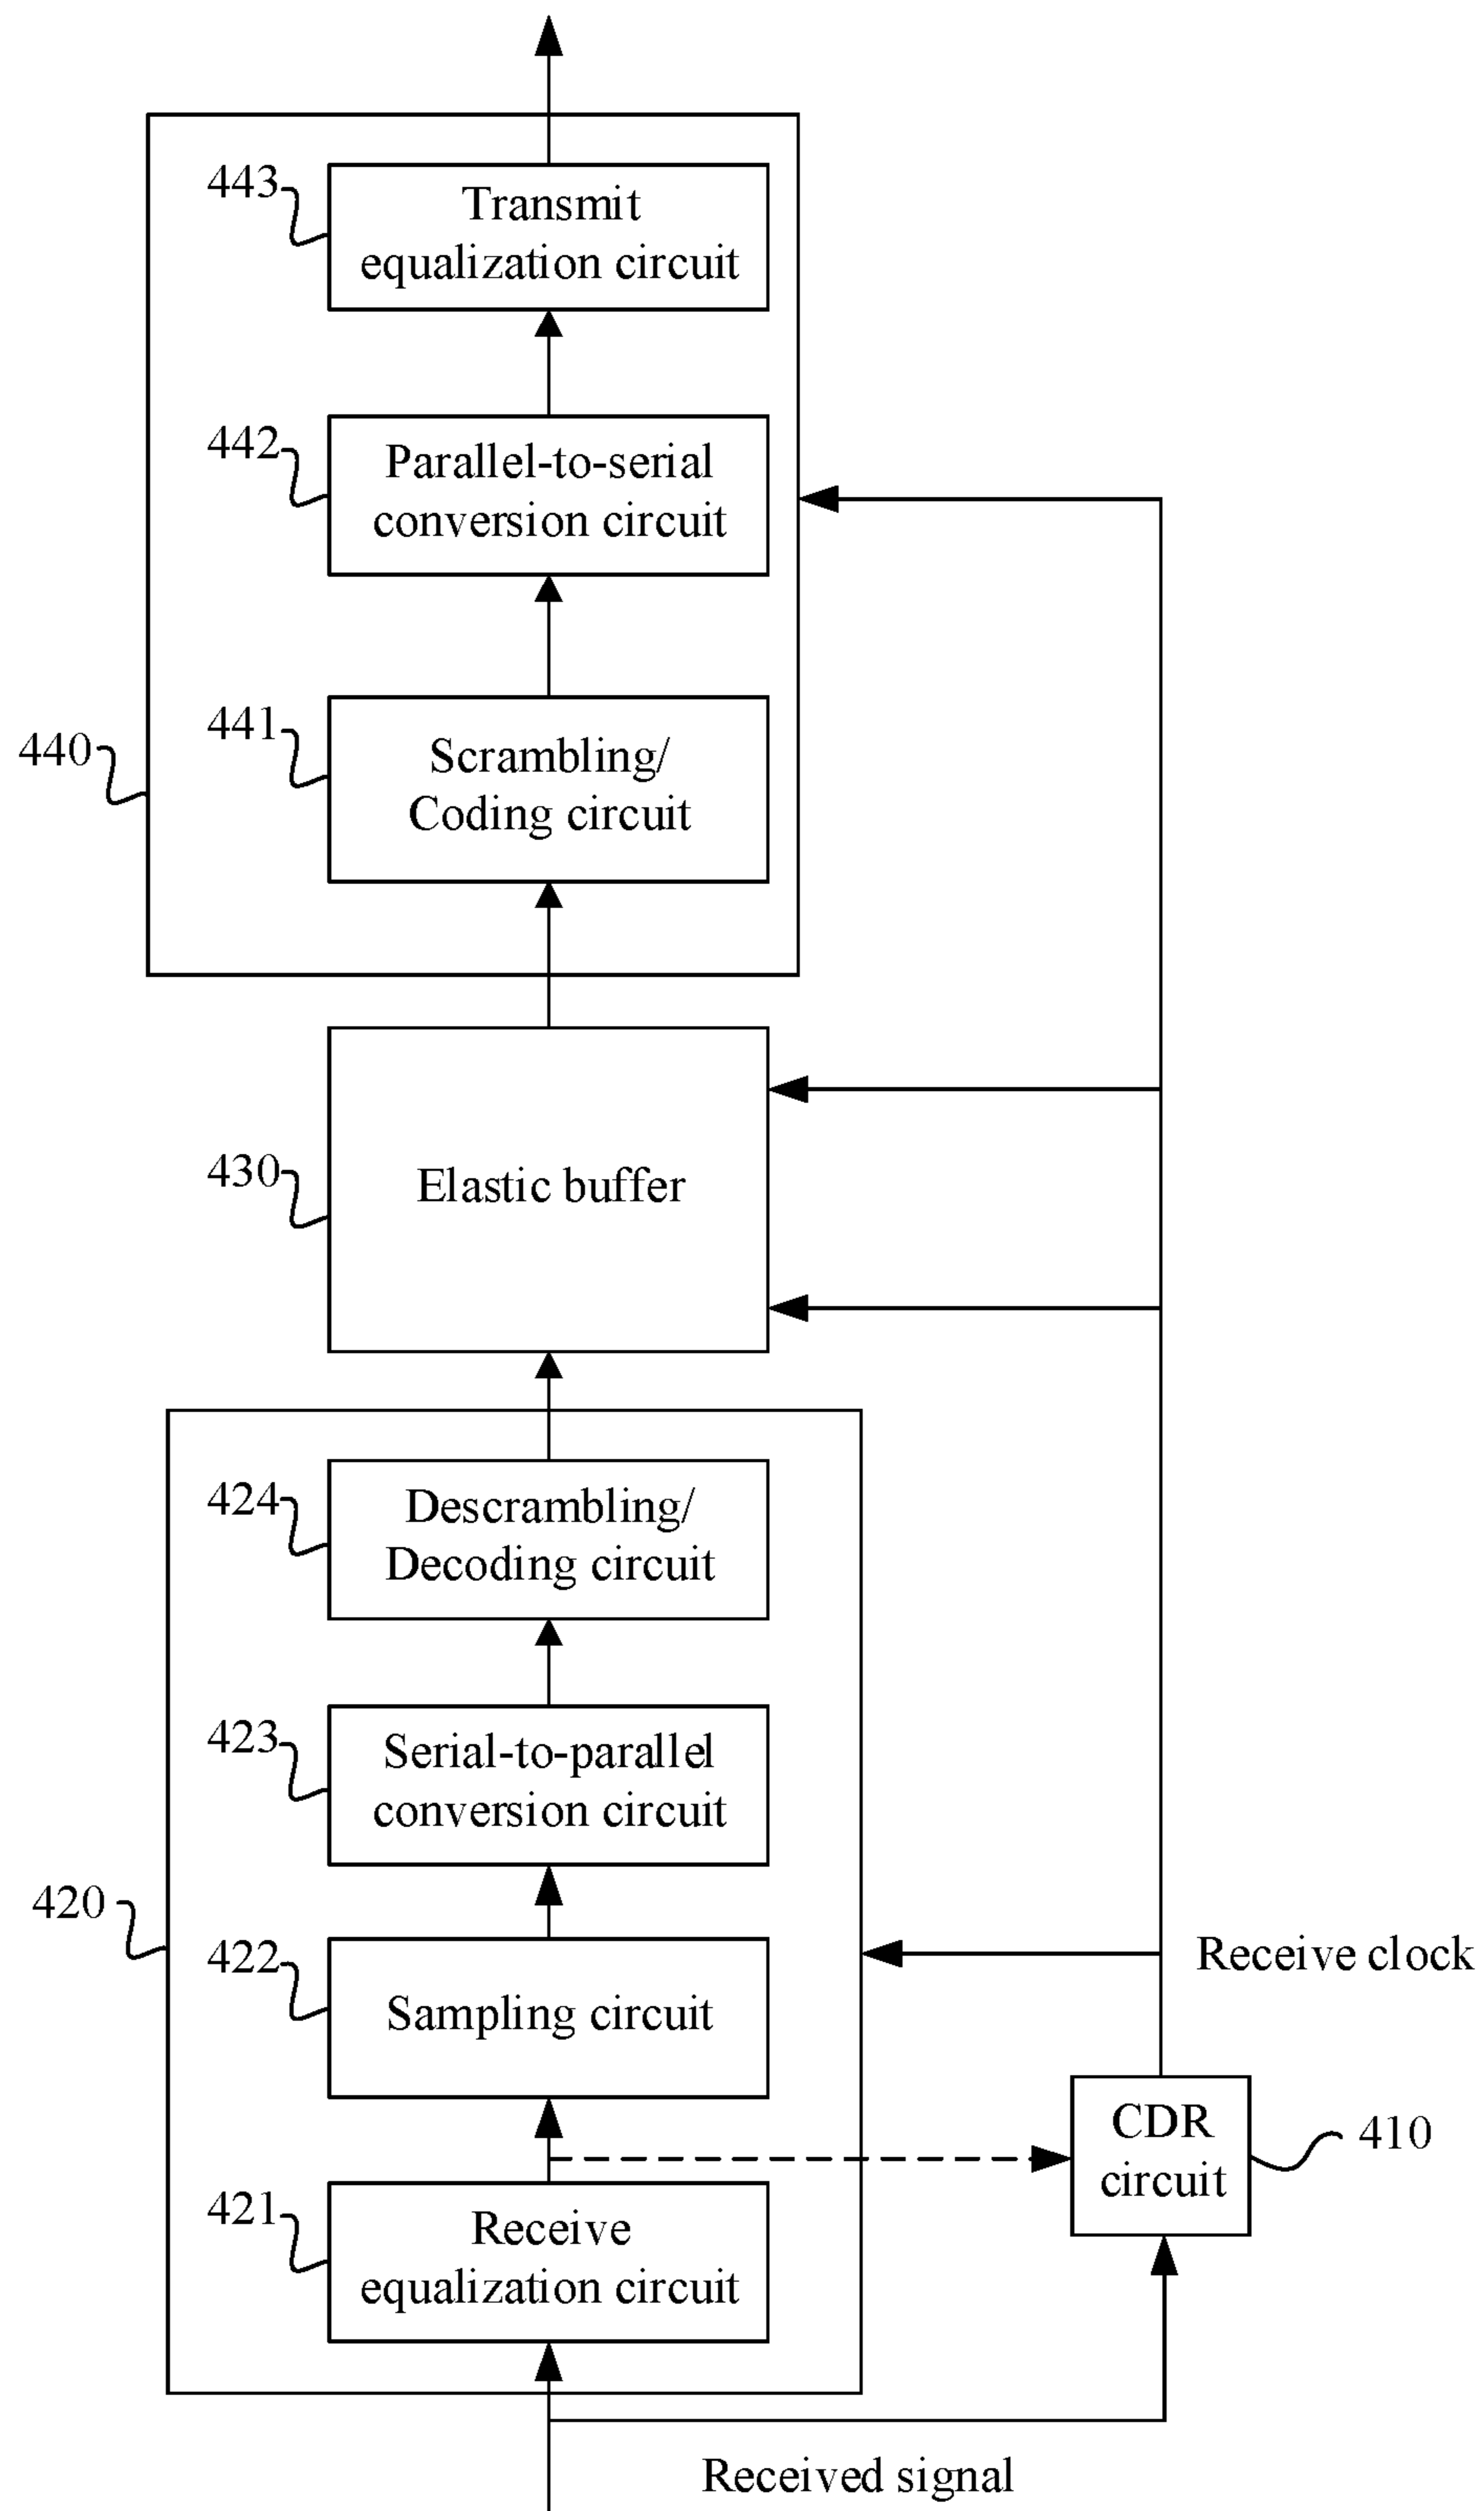 443
Transmit
equalization circuit
442
Parallel-to-serial
conversion circuit
440
441
Scrambling/
Coding circuit
430
Elastic buffer
424
Descrambling/
Decoding circuit
423
Serial-to-parallel
conversion circuit
420
422
Sampling circuit
Receive clock
CDR
circuit
410
421
Receive
equalization circuit
Received signal